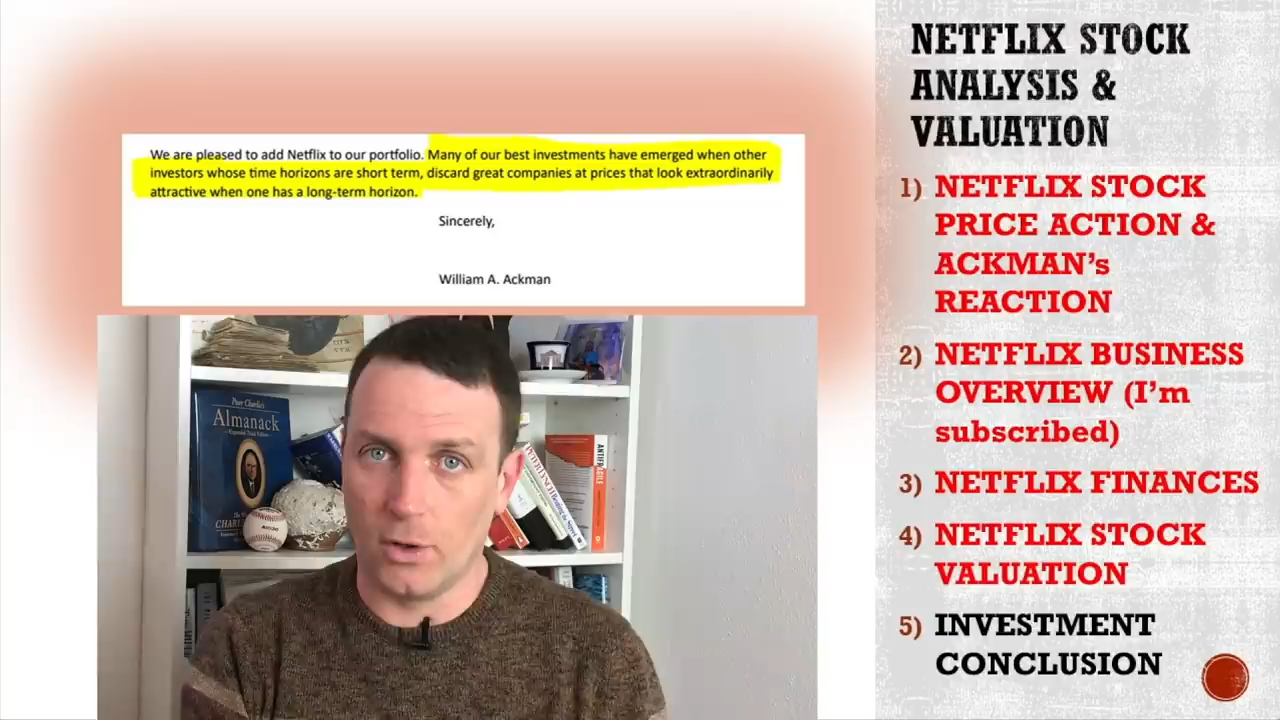 We are pleased to add Netflix to our portfolio. Many of our best investments have emerged when other
investors whose time horizons are short term, discard great companies at prices that look extraordinarily
attractive when one has a long-term horizon.
Sincerely,
William A. Ackman
Poor Charlie's
Almanack
ANTIFRAGILE
NETFLIX STOCK
ANALYSIS &
VALUATION
1) NETFLIX STOCK
PRICE ACTION &
ACKMAN's
REACTION
2) NETFLIX BUSINESS
OVERVIEW (I'm
subscribed)
3) NETFLIX FINANCES
4) NETFLIX STOCK
VALUATION
5) INVESTMENT
CONCLUSION